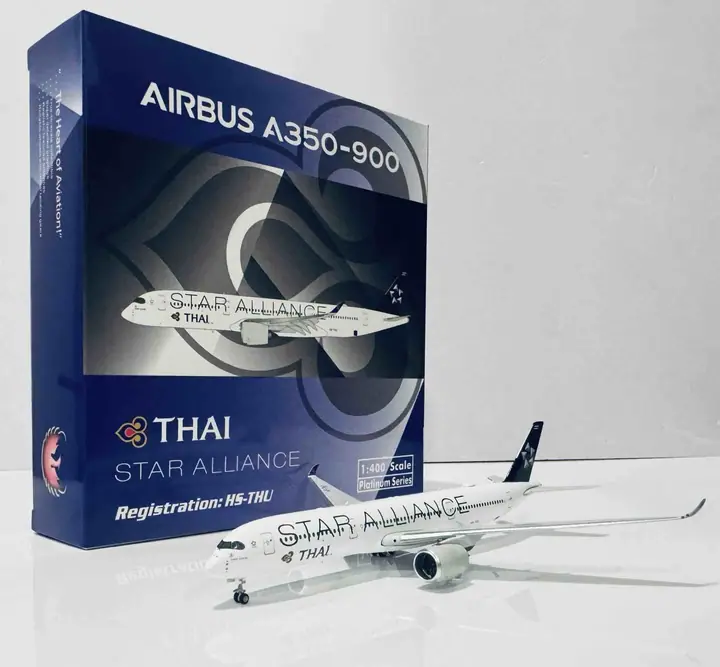 "...The Heart of Aviation!"
AIRBUS A350-900
STAR ALLIANCE
THAI
THAI
STAR ALLIANCE
1:400 Scale
Platinum Series
Registration: HS-THU
STAR ALLIANCE
THAI